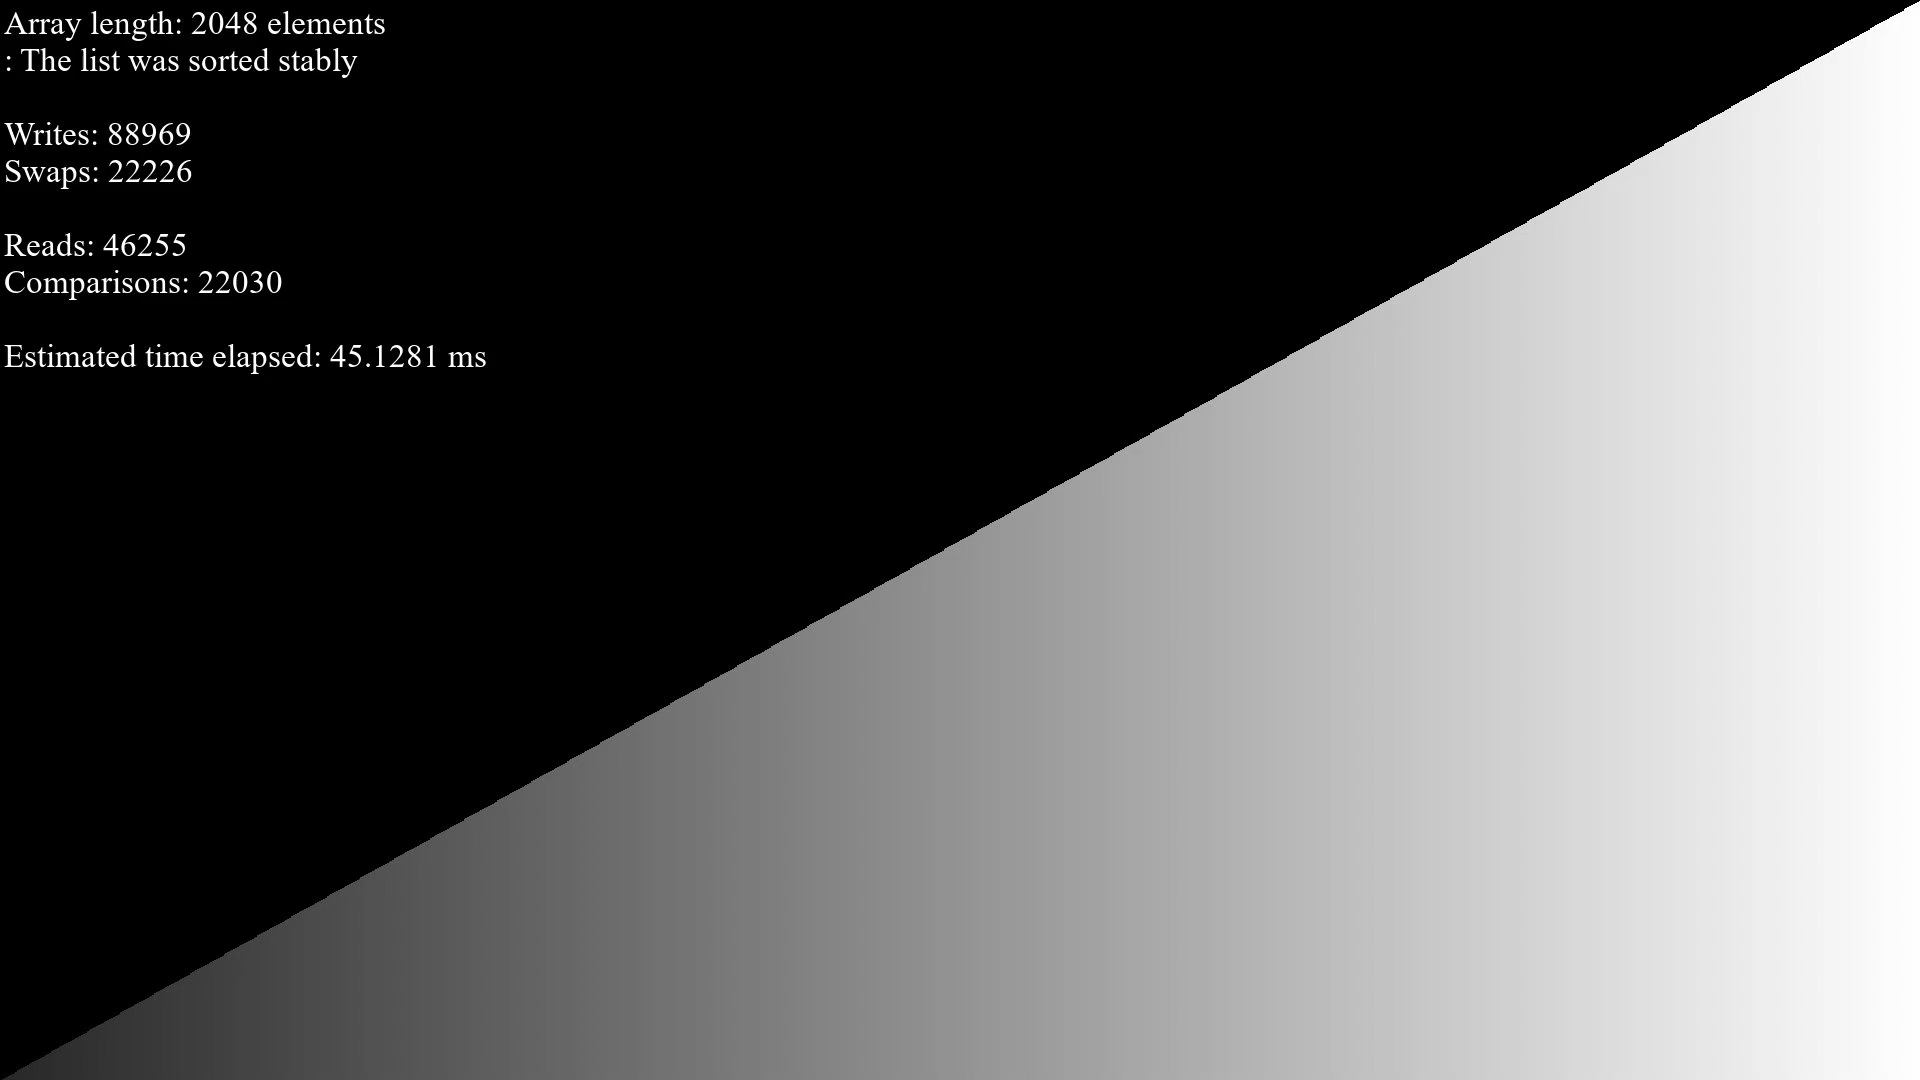 Array length: 2048 elements
: The list was sorted stably
Writes: 88969
Swaps: 22226
Reads: 46255
Comparisons: 22030
Estimated time elapsed: 45.1281 ms